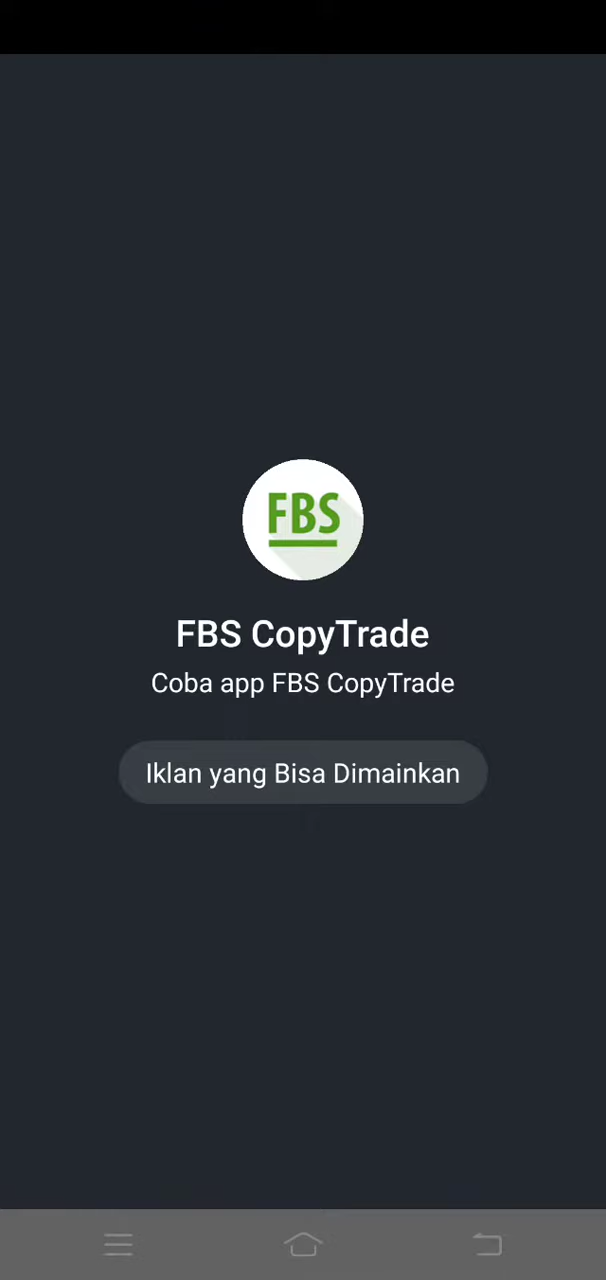 FBS
FBS CopyTrade
Coba app FBS CopyTrade
Iklan yang Bisa Dimainkan